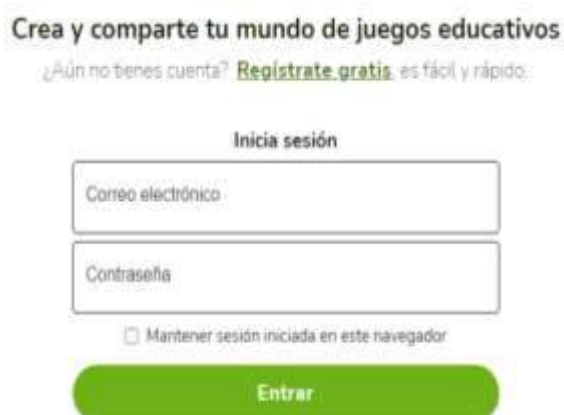 Crea y comparte tu mundo de juegos educativos
¿Aún no tienes cuenta? Regístrate gratis, es fácil y rápido.
Inicia sesión
Correo electrónico
Contraseña
Mantener sesión iniciada en este navegador
Entrar